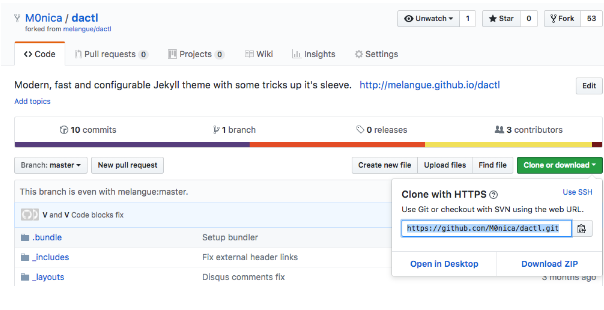 M0nica / dactl
forked from melangue/dactl
Unwatch 1 Star 0 Fork 53
Code Pull requests 0 Projects 0 Wiki Insights Settings
Modern, fast and configurable Jekyll theme with some tricks up it's sleeve. http://melangue.github.io/dactl Edit
Add topics
10 commits 1 branch 0 releases 3 contributors
Branch: master New pull request Create new file Upload files Find file Clone or download
This branch is even with melangue:master.
V and V Code blocks fix
.bundle Setup bundler
_includes Fix external header links
_layouts Disqus comments fix 3 months ago
Clone with HTTPS Use SSH
Use Git or checkout with SVN using the web URL.
https://github.com/M0nica/dactl.git
Open in Desktop Download ZIP